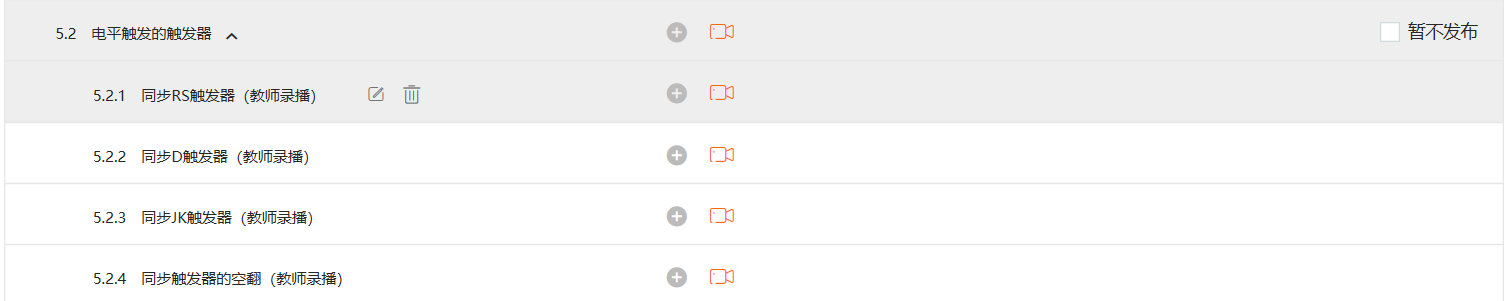 5.2 电平触发的触发器
暂不发布
5.2.1 同步RS触发器（教师录播）
5.2.2 同步D触发器（教师录播）
5.2.3 同步JK触发器（教师录播）
5.2.4 同步触发器的空翻（教师录播）